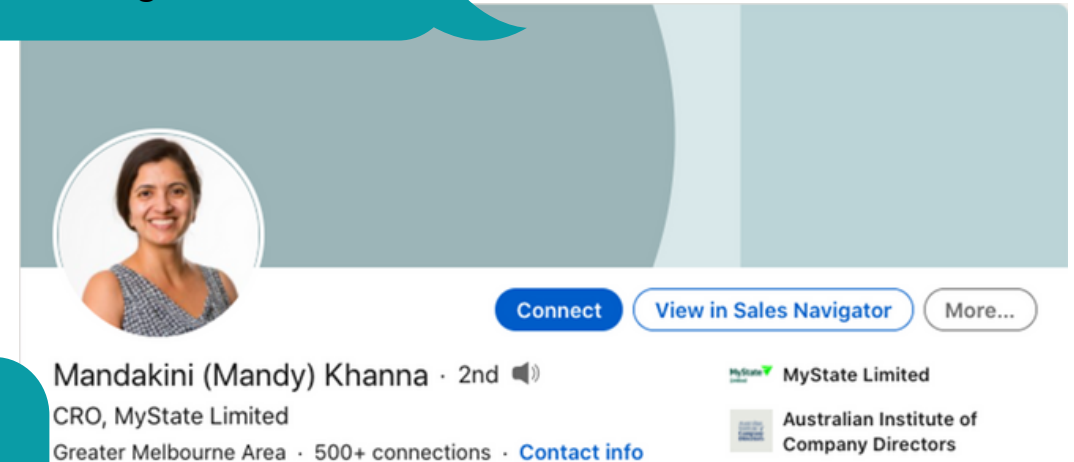 Connect
View in Sales Navigator
More...
Mandakini (Mandy) Khanna · 2nd
MyState Limited
CRO, MyState Limited
Australian Institute of
Company Directors
Greater Melbourne Area · 500+ connections · Contact info